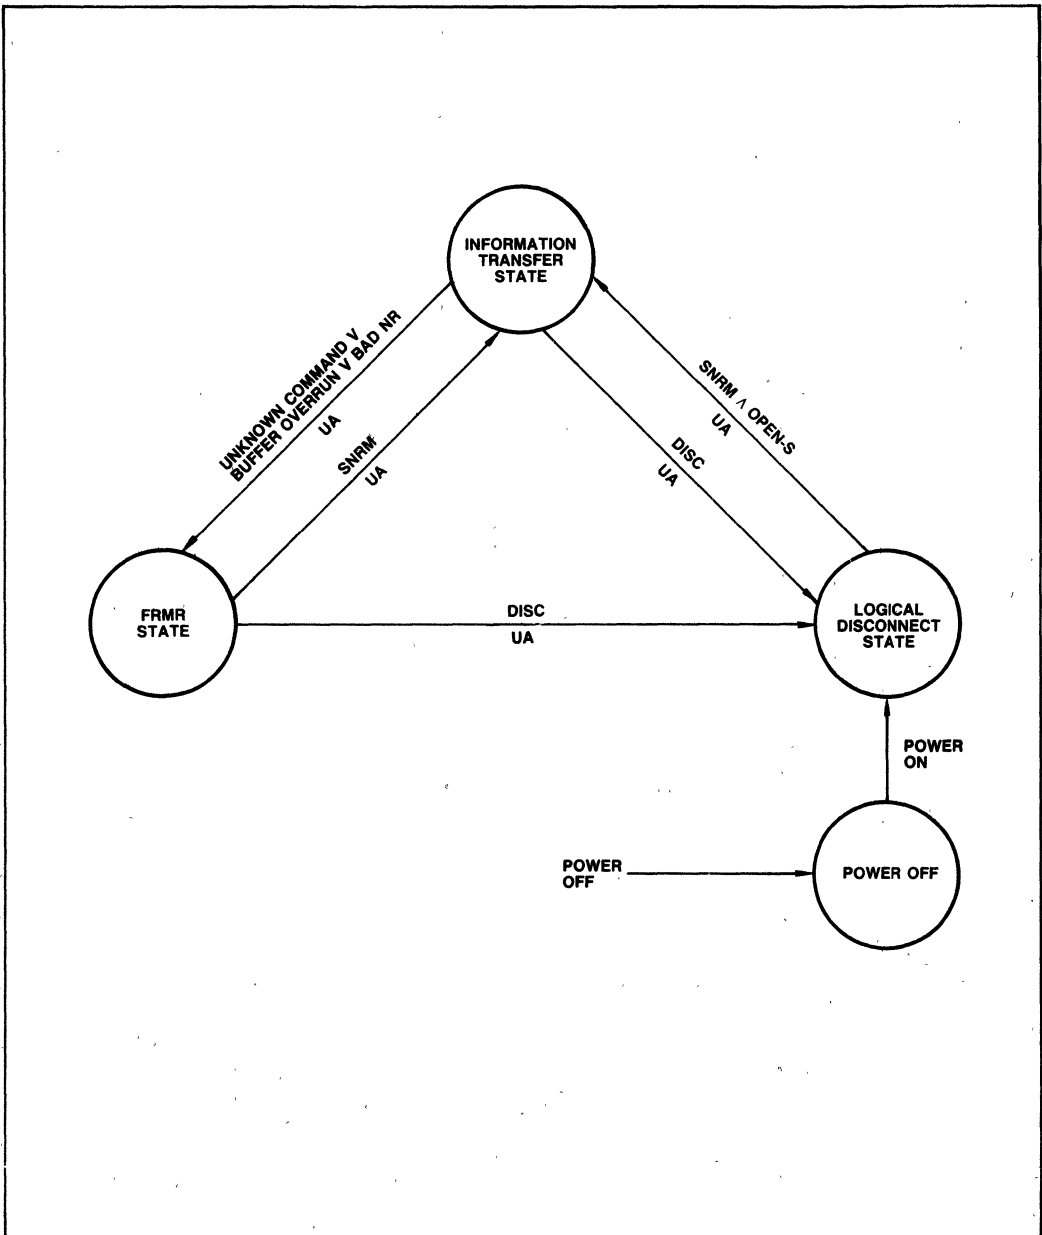 INFORMATION
TRANSFER
STATE
UNKNOWN COMMAND V
BUFFER OVERRUN V BAD NR
UA
SNRM
UA
SNRM ∧ OPEN-S
UA
DISC
UA
FRMR
STATE
DISC
UA
LOGICAL
DISCONNECT
STATE
POWER
ON
POWER
OFF
POWER OFF